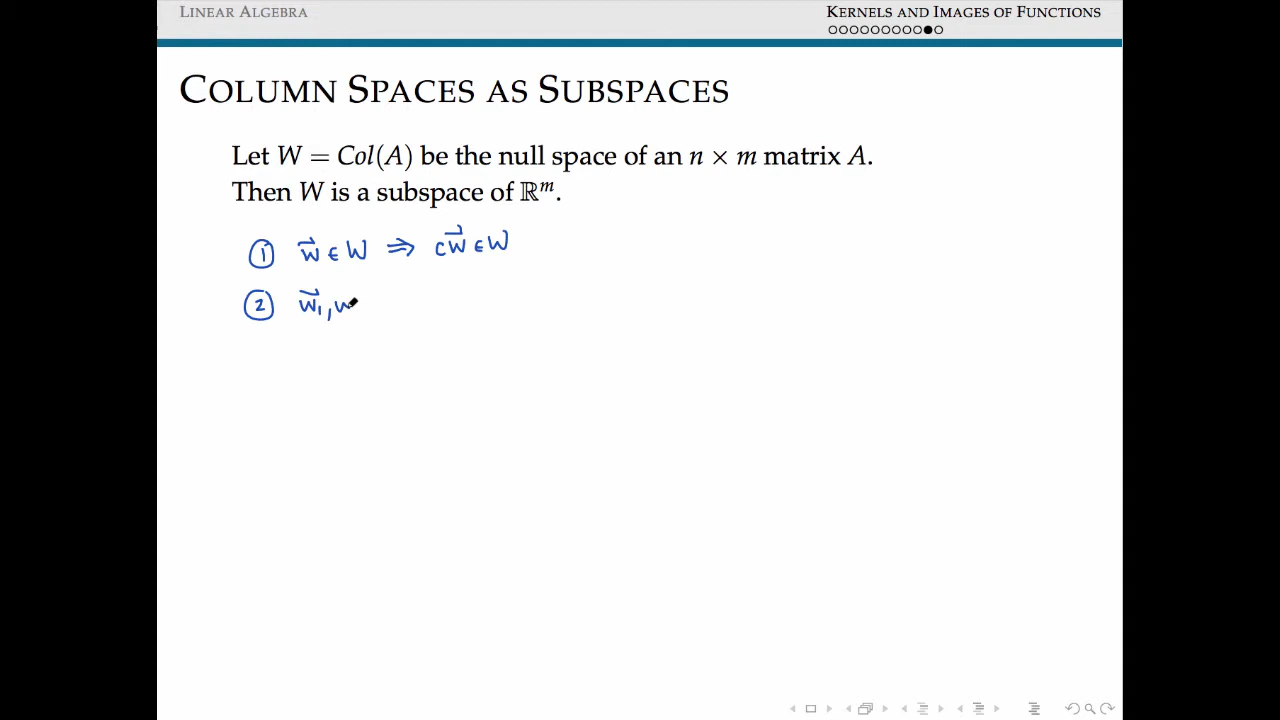 LINEAR ALGEBRA
KERNELS AND IMAGES OF FUNCTIONS
COLUMN SPACES AS SUBSPACES
Let W = Col(A) be the null space of an n × m matrix A.
Then W is a subspace of ℝᵐ.
① w⃗ ∈ W ⇒ cw⃗ ∈ W
② w⃗₁, w